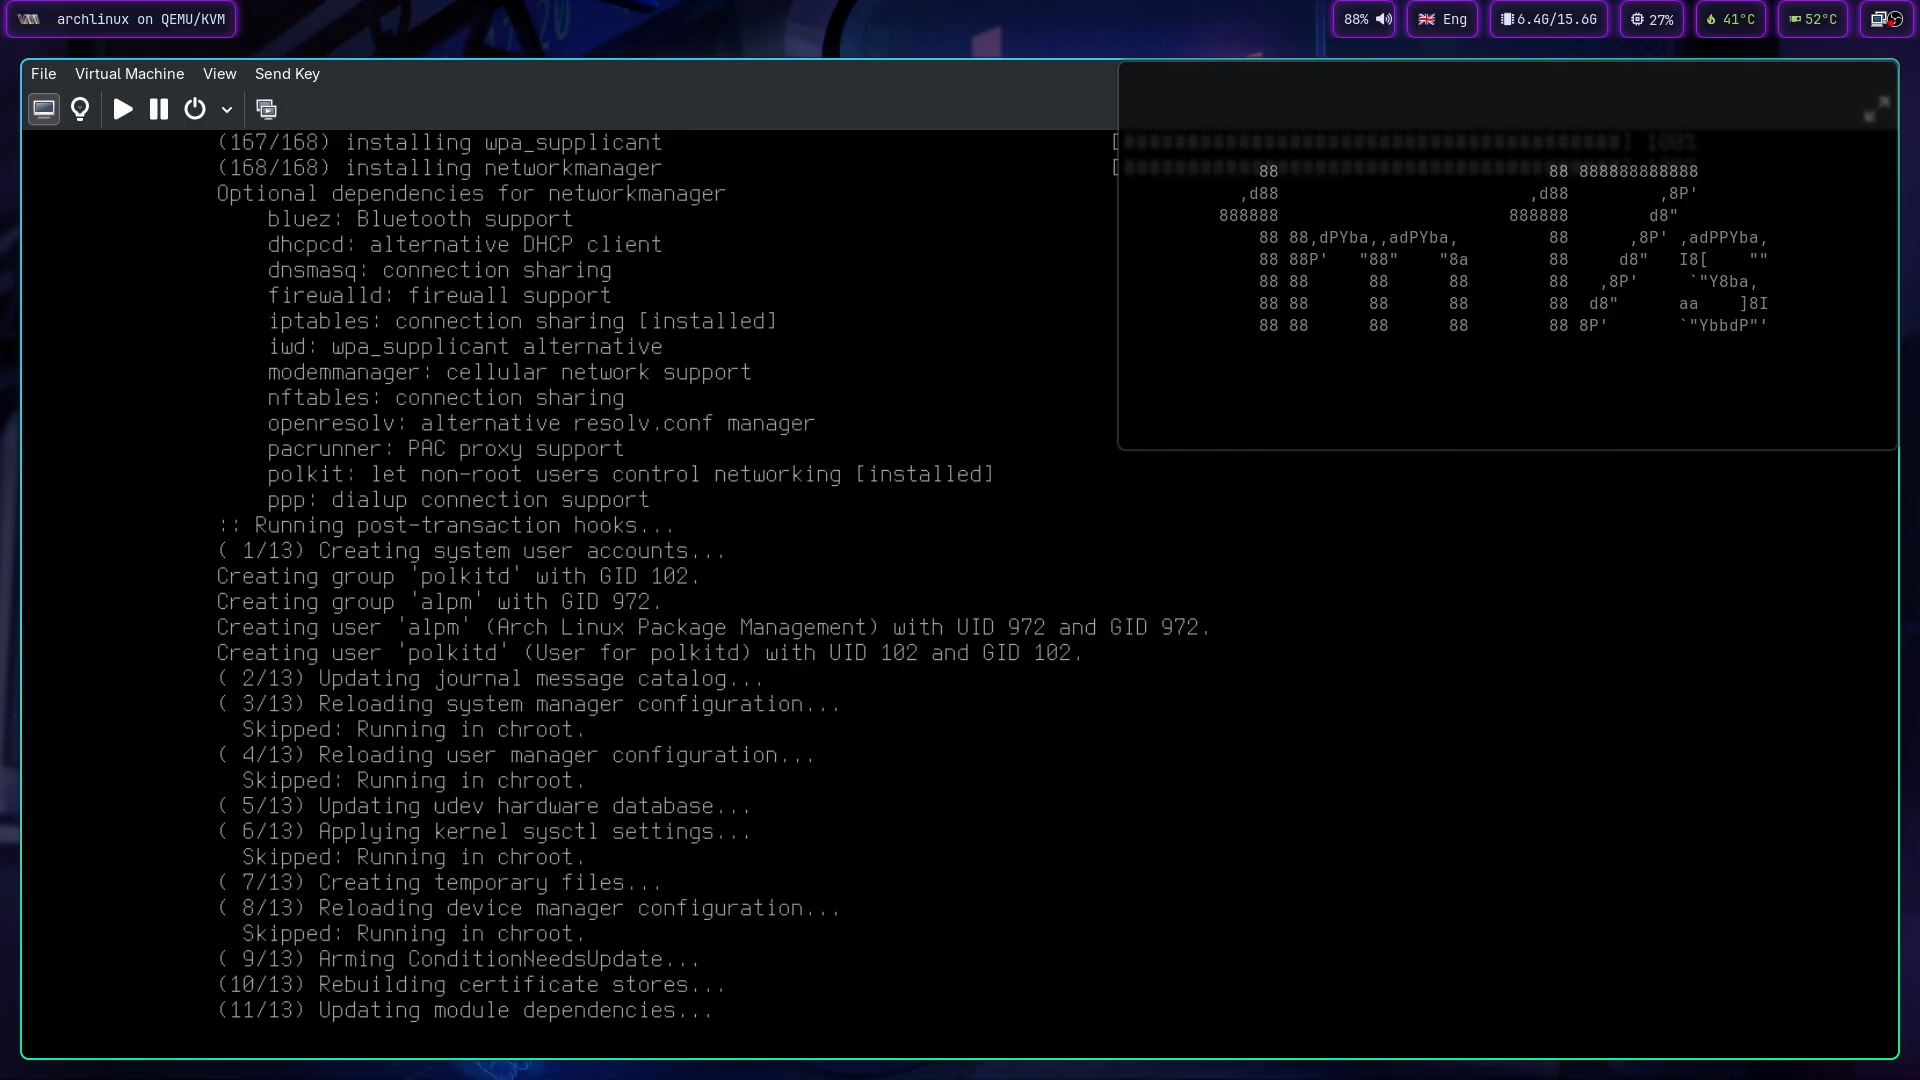 archlinux on QEMU/KVM
88%
Eng
6.4G/15.6G
27%
41°C
52°C
File Virtual Machine View Send Key
(167/168) installing wpa_supplicant [########################################] 100%
(168/168) installing networkmanager [
Optional dependencies for networkmanager
bluez: Bluetooth support
dhcpcd: alternative DHCP client
dnsmasq: connection sharing
firewalld: firewall support
iptables: connection sharing [installed]
iwd: wpa_supplicant alternative
modemmanager: cellular network support
nftables: connection sharing
openresolv: alternative resolv.conf manager
pacrunner: PAC proxy support
polkit: let non-root users control networking [installed]
ppp: dialup connection support
:: Running post-transaction hooks...
( 1/13) Creating system user accounts...
Creating group 'polkitd' with GID 102.
Creating group 'alpm' with GID 972.
Creating user 'alpm' (Arch Linux Package Management) with UID 972 and GID 972.
Creating user 'polkitd' (User for polkitd) with UID 102 and GID 102.
( 2/13) Updating journal message catalog...
( 3/13) Reloading system manager configuration...
Skipped: Running in chroot.
( 4/13) Reloading user manager configuration...
Skipped: Running in chroot.
( 5/13) Updating udev hardware database...
( 6/13) Applying kernel sysctl settings...
Skipped: Running in chroot.
( 7/13) Creating temporary files...
( 8/13) Reloading device manager configuration...
Skipped: Running in chroot.
( 9/13) Arming ConditionNeedsUpdate...
(10/13) Rebuilding certificate stores...
(11/13) Updating module dependencies...
1m 17s